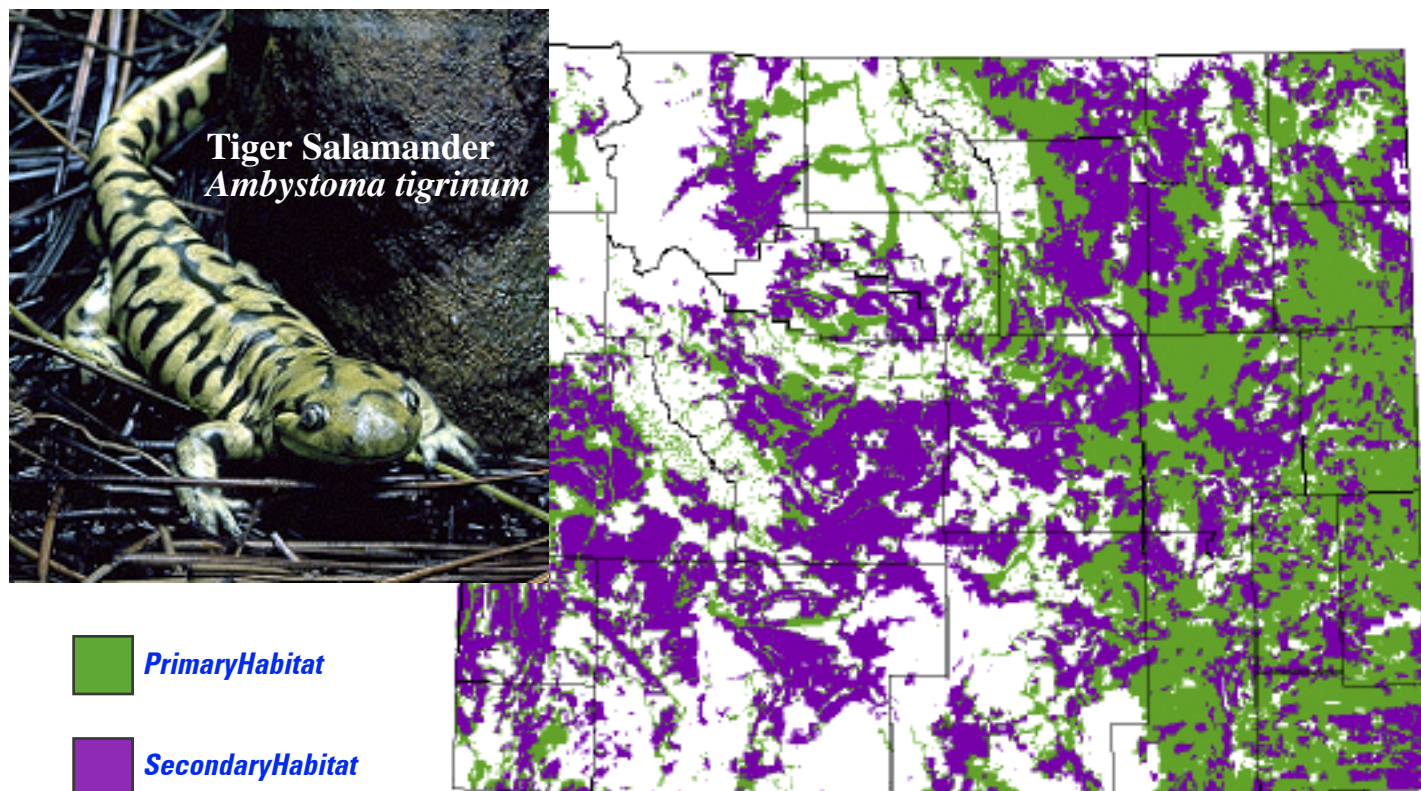 Tiger Salamander
Ambystoma tigrinum
PrimaryHabitat
SecondaryHabitat